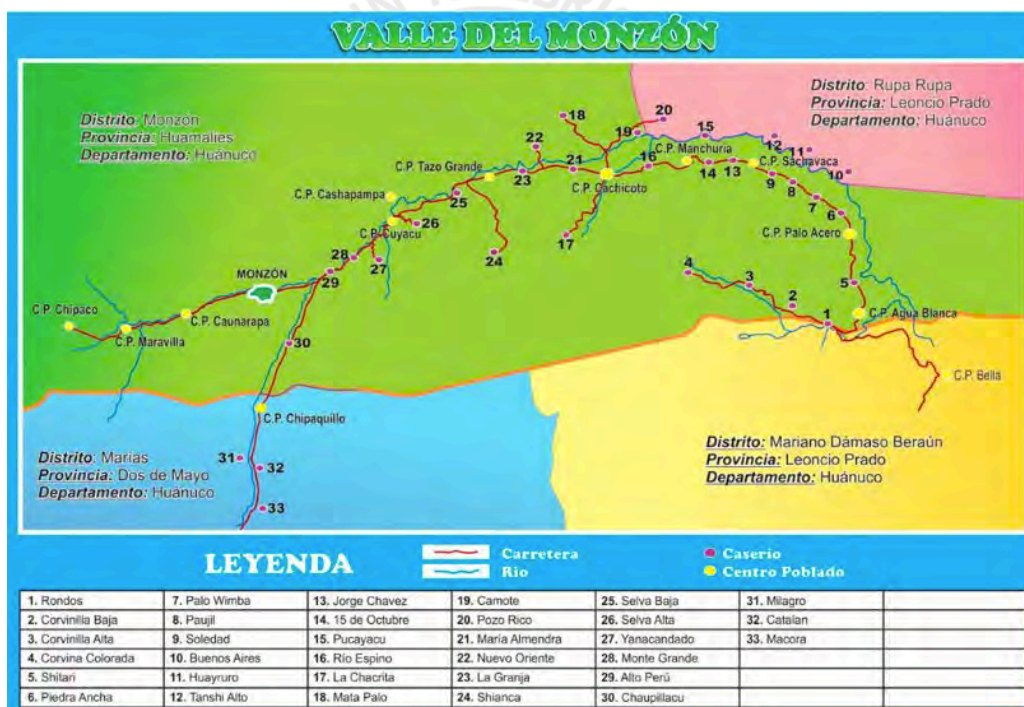 VALLE DEL MONZÓN
Distrito: Monzón
Provincia: Huamalies
Departamento: Huánuco
Distrito: Rupa Rupa
Provincia: Leoncio Prado
Departamento: Huánuco
18
20
19
15
22
C.P. Manchuria
12
11
C.P. Tazo Grande
21
16
C.P. Sachavaca
10
23
14
13
C.P. Cachicoto
9
8
C.P. Cashapampa
25
7
6
C.P. Cuyacu
26
17
C.P. Palo Acero
28
27
24
4
MONZÓN
29
3
5
2
C.P. Chipaco
C.P. Caunarapa
1
C.P. Agua Blanca
C.P. Maravilla
30
C.P. Bella
C.P. Chipaquillo
Distrito: Marías
Provincia: Dos de Mayo
Departamento: Huánuco
31
32
33
Distrito: Mariano Dámaso Beraún
Provincia: Leoncio Prado
Departamento: Huánuco
LEYENDA
Carretera
Rio
Caserio
Centro Poblado
1. Rondos 7. Palo Wimba 13. Jorge Chavez 19. Camote 25. Selva Baja 31. Milagro
2. Corvinilla Baja 8. Paujil 14. 15 de Octubre 20. Pozo Rico 26. Selva Alta 32. Catalan
3. Corvinilla Alta 9. Soledad 15. Pucayacu 21. María Almendra 27. Yanacandado 33. Macora
4. Corvina Colorada 10. Buenos Aires 16. Río Espino 22. Nuevo Oriente 28. Monte Grande
5. Shitari 11. Huayruro 17. La Chacrita 23. La Granja 29. Alto Perú
6. Piedra Ancha 12. Tanshi Alto 18. Mata Palo 24. Shianca 30. Chaupillacu